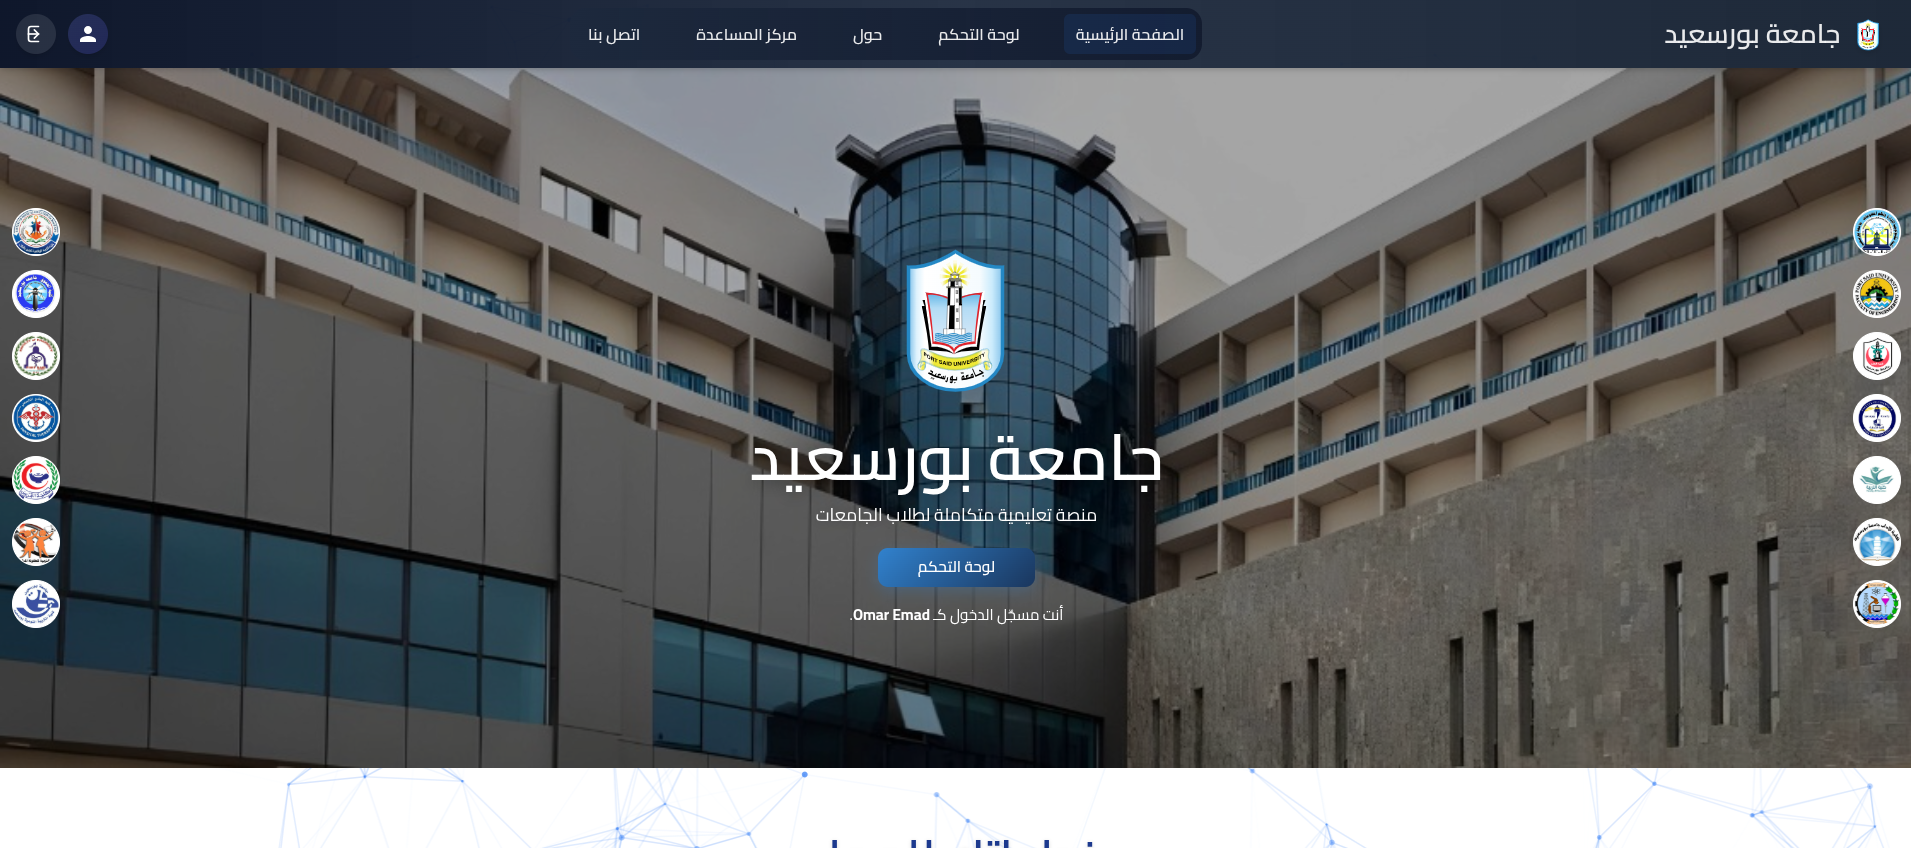 جامعة بورسعيد
الصفحة الرئيسية
لوحة التحكم
حول
مركز المساعدة
اتصل بنا
PORT SAID UNIVERSITY
جامعة بورسعيد
جامعة بورسعيد
منصة تعليمية متكاملة لطلاب الجامعات
لوحة التحكم
أنت مسجّل الدخول كـ Omar Emad.